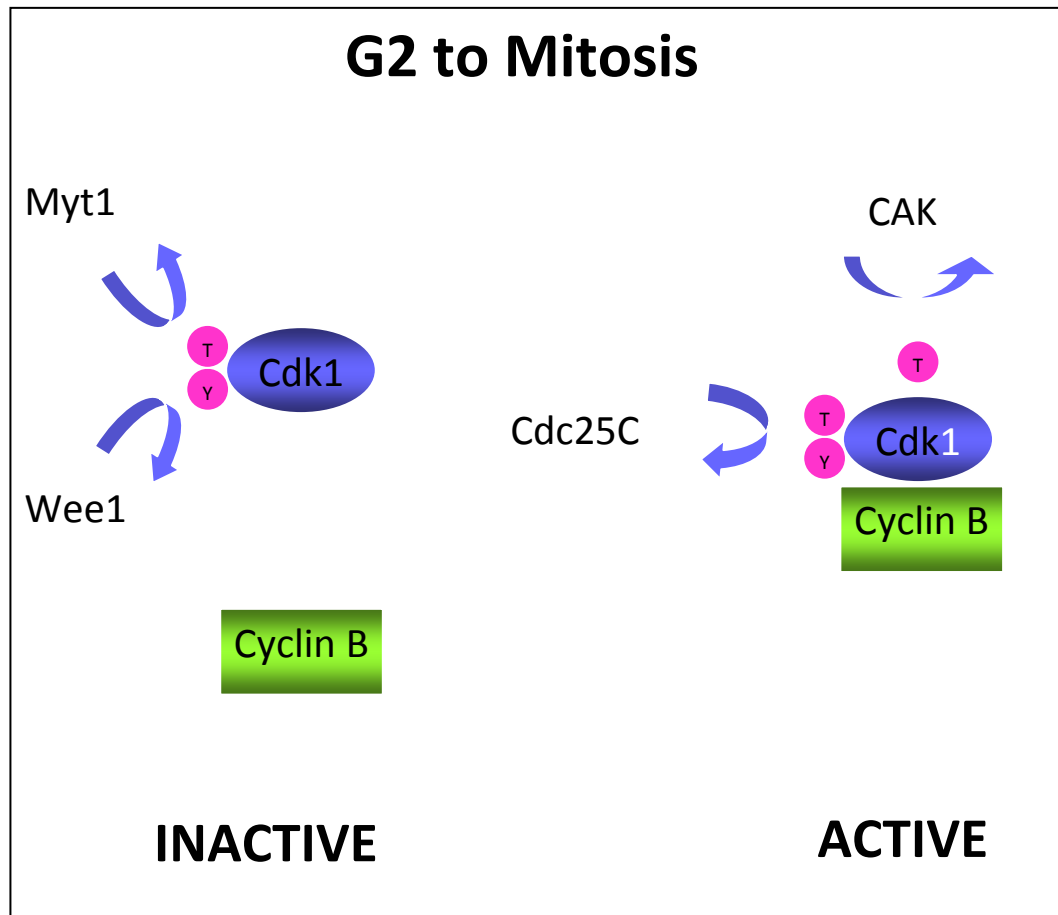 G2 to Mitosis
Myt1
CAK
T
Cdk1
Y
T
Cdc25C
T
Cdk1
Y
Wee1
Cyclin B
Cyclin B
INACTIVE
ACTIVE